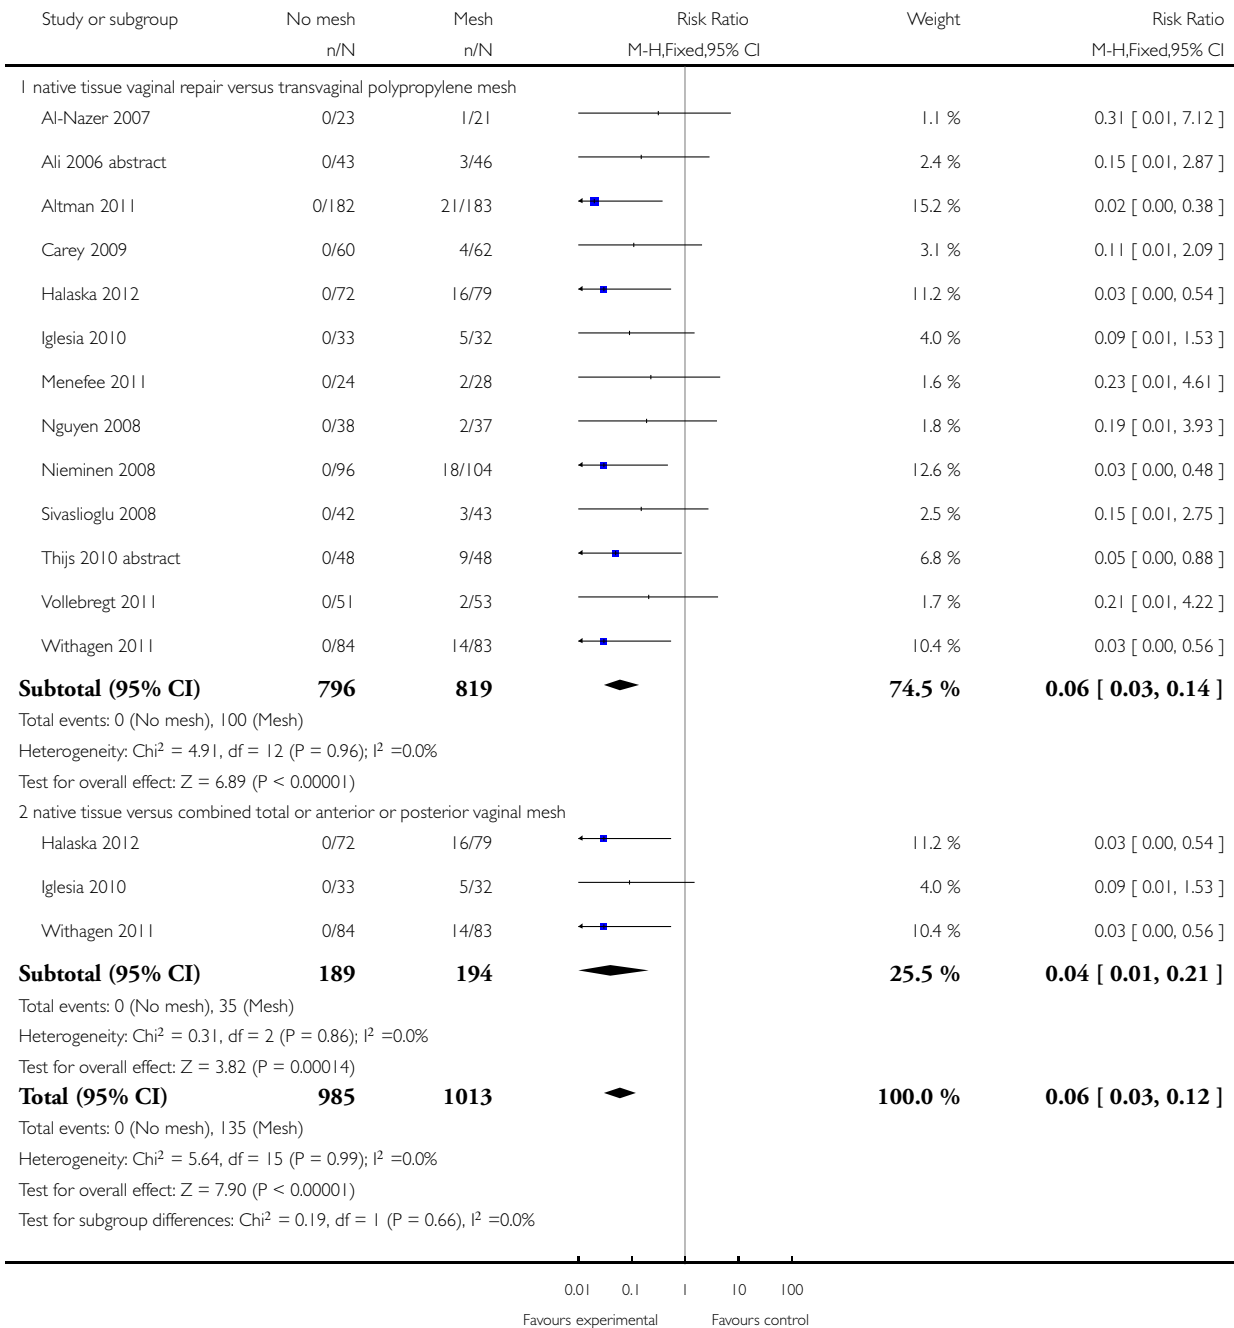 Study or subgroup No mesh Mesh Risk Ratio Weight Risk Ratio
n/N n/N M-H,Fixed,95% CI M-H,Fixed,95% CI
1 native tissue vaginal repair versus transvaginal polypropylene mesh
Al-Nazer 2007 0/23 1/21 1.1 % 0.31 [ 0.01, 7.12 ]
Ali 2006 abstract 0/43 3/46 2.4 % 0.15 [ 0.01, 2.87 ]
Altman 2011 0/182 21/183 15.2 % 0.02 [ 0.00, 0.38 ]
Carey 2009 0/60 4/62 3.1 % 0.11 [ 0.01, 2.09 ]
Halaska 2012 0/72 16/79 11.2 % 0.03 [ 0.00, 0.54 ]
Iglesia 2010 0/33 5/32 4.0 % 0.09 [ 0.01, 1.53 ]
Menefee 2011 0/24 2/28 1.6 % 0.23 [ 0.01, 4.61 ]
Nguyen 2008 0/38 2/37 1.8 % 0.19 [ 0.01, 3.93 ]
Nieminen 2008 0/96 18/104 12.6 % 0.03 [ 0.00, 0.48 ]
Sivaslioglu 2008 0/42 3/43 2.5 % 0.15 [ 0.01, 2.75 ]
Thijs 2010 abstract 0/48 9/48 6.8 % 0.05 [ 0.00, 0.88 ]
Vollebregt 2011 0/51 2/53 1.7 % 0.21 [ 0.01, 4.22 ]
Withagen 2011 0/84 14/83 10.4 % 0.03 [ 0.00, 0.56 ]
Subtotal (95% CI) 796 819 74.5 % 0.06 [ 0.03, 0.14 ]
Total events: 0 (No mesh), 100 (Mesh)
Heterogeneity: Chi² = 4.91, df = 12 (P = 0.96); I² =0.0%
Test for overall effect: Z = 6.89 (P < 0.00001)
2 native tissue versus combined total or anterior or posterior vaginal mesh
Halaska 2012 0/72 16/79 11.2 % 0.03 [ 0.00, 0.54 ]
Iglesia 2010 0/33 5/32 4.0 % 0.09 [ 0.01, 1.53 ]
Withagen 2011 0/84 14/83 10.4 % 0.03 [ 0.00, 0.56 ]
Subtotal (95% CI) 189 194 25.5 % 0.04 [ 0.01, 0.21 ]
Total events: 0 (No mesh), 35 (Mesh)
Heterogeneity: Chi² = 0.31, df = 2 (P = 0.86); I² =0.0%
Test for overall effect: Z = 3.82 (P = 0.00014)
Total (95% CI) 985 1013 100.0 % 0.06 [ 0.03, 0.12 ]
Total events: 0 (No mesh), 135 (Mesh)
Heterogeneity: Chi² = 5.64, df = 15 (P = 0.99); I² =0.0%
Test for overall effect: Z = 7.90 (P < 0.00001)
Test for subgroup differences: Chi² = 0.19, df = 1 (P = 0.66), I² =0.0%
0.01 0.1 1 10 100
Favours experimental Favours control